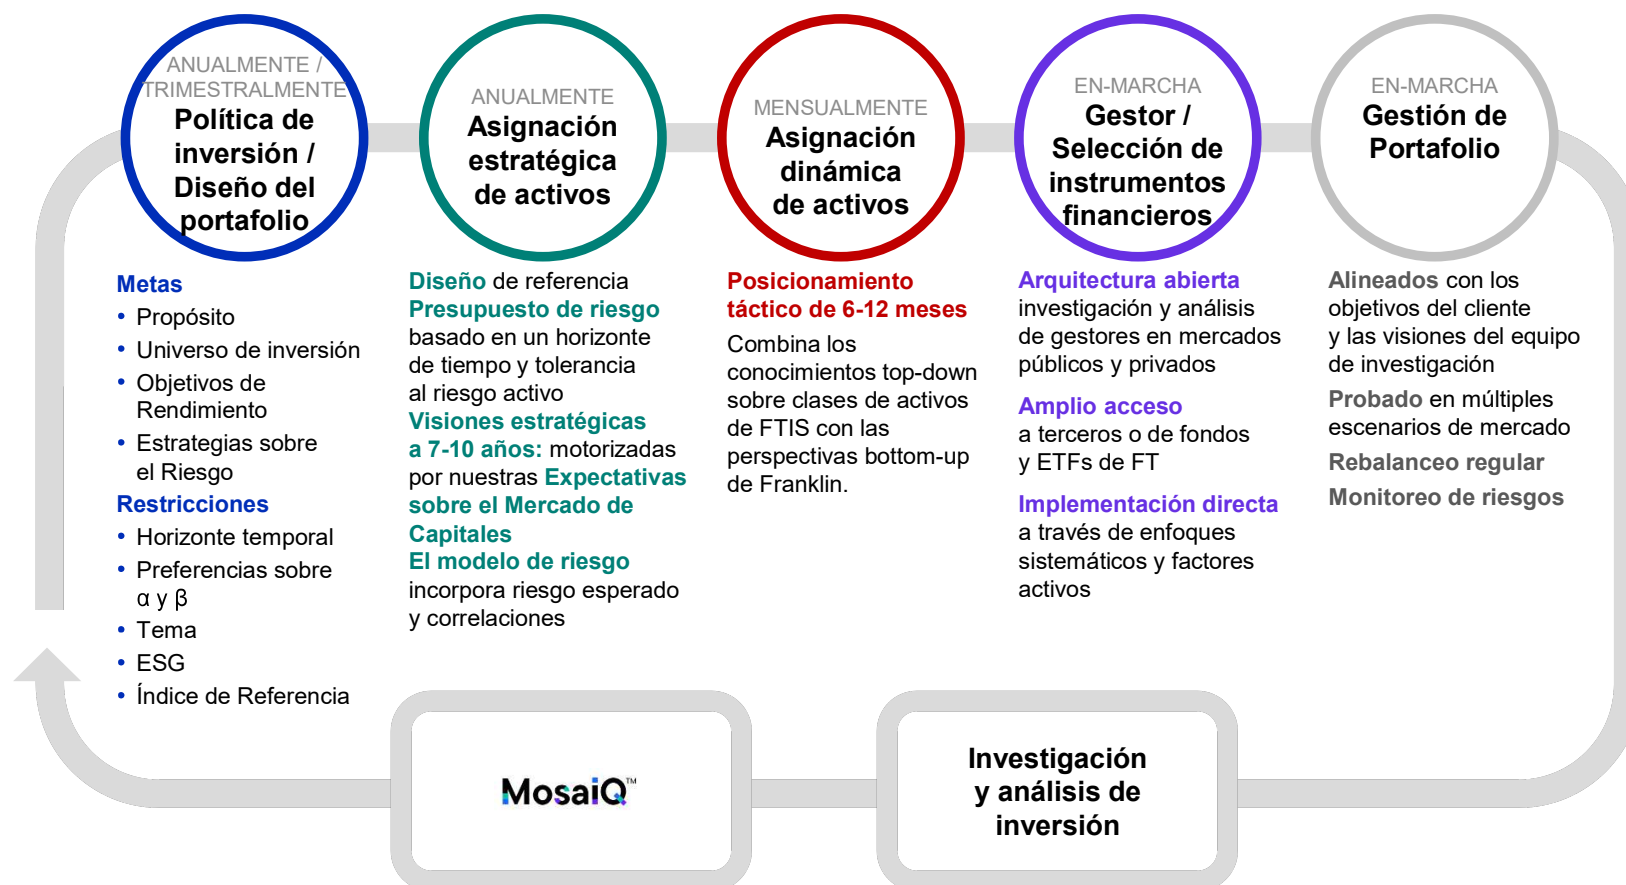 ANUALMENTE /
TRIMESTRALMENTE
Política de
inversión /
Diseño del
portafolio
ANUALMENTE
Asignación
estratégica
de activos
MENSUALMENTE
Asignación
dinámica
de activos
EN-MARCHA
Gestor /
Selección de
instrumentos
financieros
EN-MARCHA
Gestión de
Portafolio
Metas
• Propósito
• Universo de inversión
• Objetivos de
Rendimiento
• Estrategias sobre
el Riesgo
Restricciones
• Horizonte temporal
• Preferencias sobre
α y β
• Tema
• ESG
• Índice de Referencia
Diseño de referencia
Presupuesto de riesgo
basado en un horizonte
de tiempo y tolerancia
al riesgo activo
Visiones estratégicas
a 7-10 años: motorizadas
por nuestras Expectativas
sobre el Mercado de
Capitales
El modelo de riesgo
incorpora riesgo esperado
y correlaciones
Posicionamiento
táctico de 6-12 meses
Combina los
conocimientos top-down
sobre clases de activos
de FTIS con las
perspectivas bottom-up
de Franklin.
Arquitectura abierta
investigación y análisis
de gestores en mercados
públicos y privados
Amplio acceso
a terceros o de fondos
y ETFs de FT
Implementación directa
a través de enfoques
sistemáticos y factores
activos
Alineados con los
objetivos del cliente
y las visiones del equipo
de investigación
Probado en múltiples
escenarios de mercado
Rebalanceo regular
Monitoreo de riesgos
MosaiQ™
Investigación
y análisis de
inversión